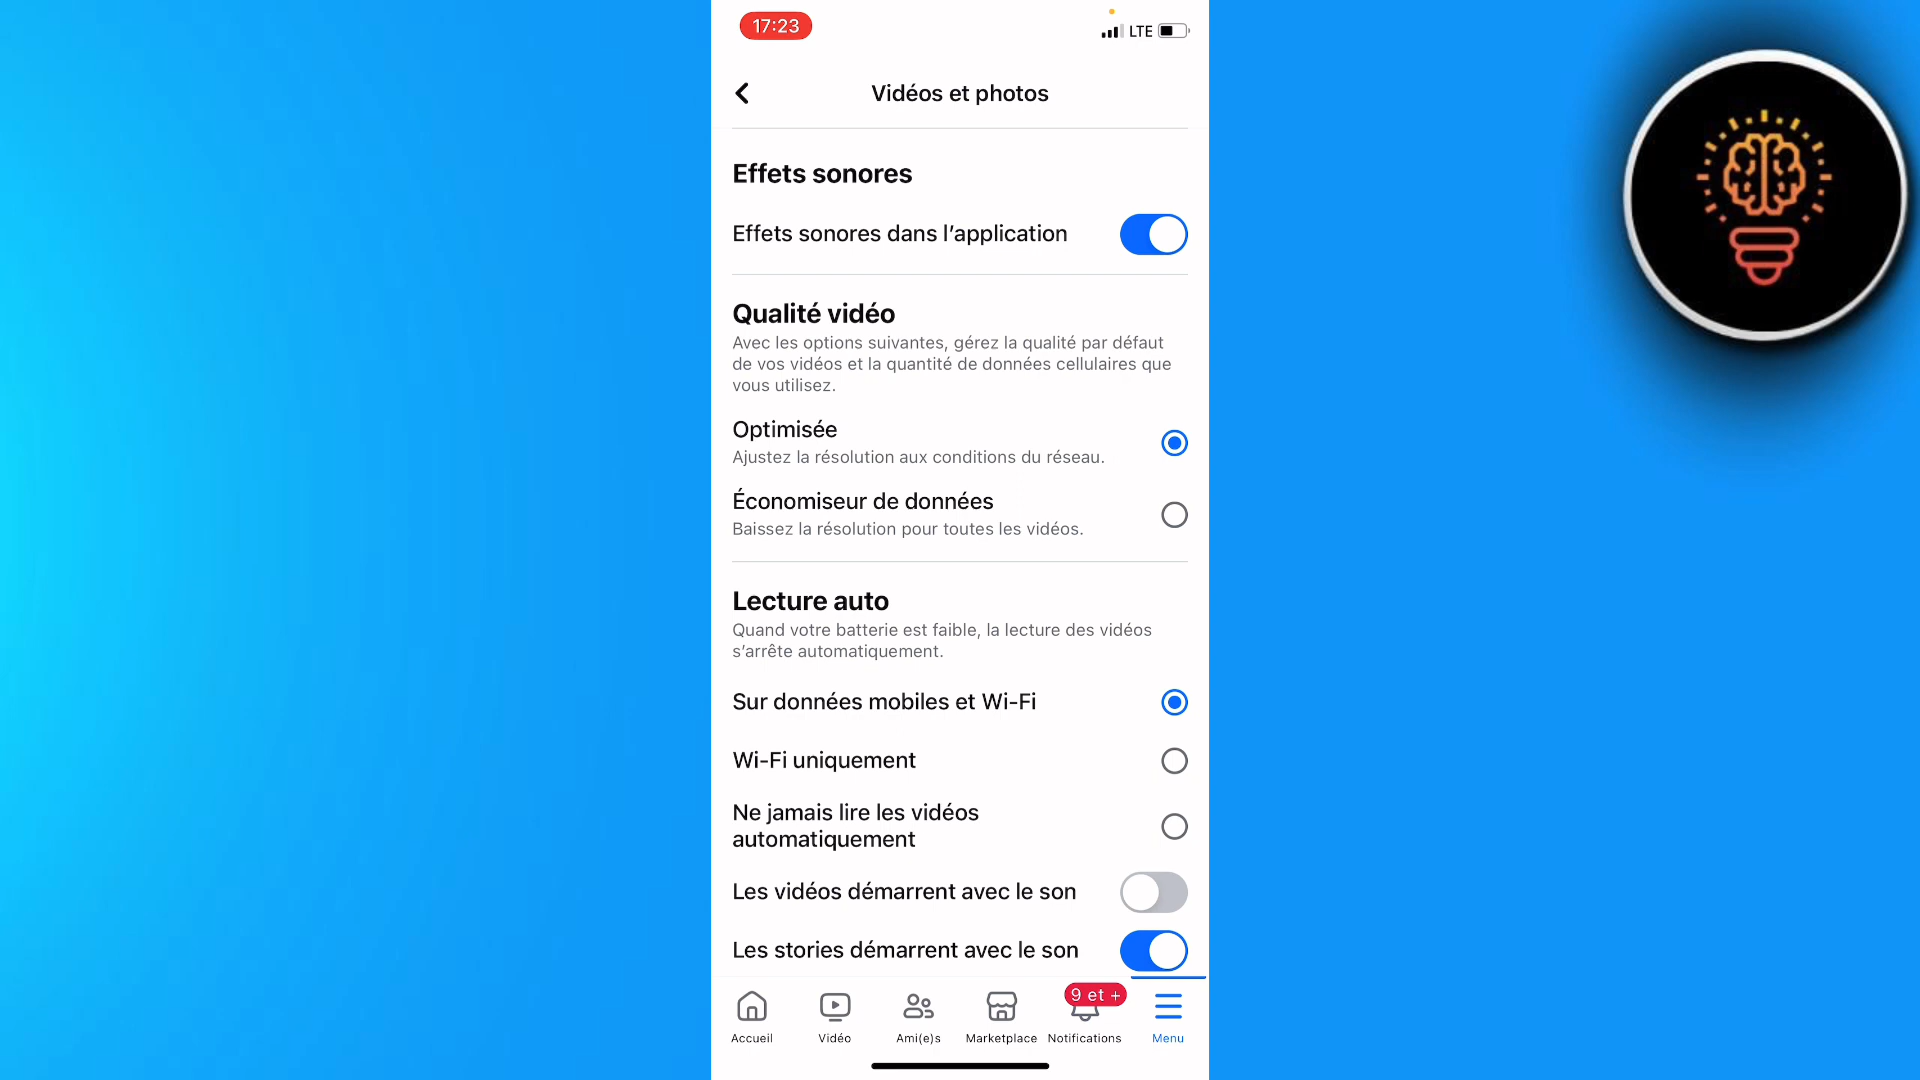 17:23
LTE
Vidéos et photos
Effets sonores
Effets sonores dans l’application
Qualité vidéo
Avec les options suivantes, gérez la qualité par défaut
de vos vidéos et la quantité de données cellulaires que
vous utilisez.
Optimisée
Ajustez la résolution aux conditions du réseau.
Économiseur de données
Baissez la résolution pour toutes les vidéos.
Lecture auto
Quand votre batterie est faible, la lecture des vidéos
s’arrête automatiquement.
Sur données mobiles et Wi-Fi
Wi-Fi uniquement
Ne jamais lire les vidéos
automatiquement
Les vidéos démarrent avec le son
Les stories démarrent avec le son
9 et +
Accueil
Vidéo
Ami(e)s
Marketplace
Notifications
Menu